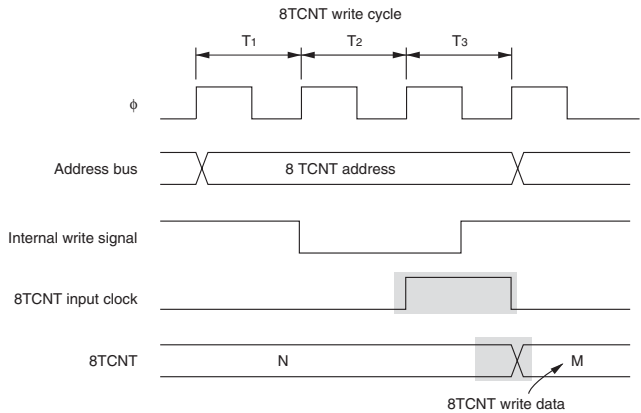 8TCNT write cycle
T1 T2 T3
φ
Address bus 8 TCNT address
Internal write signal
8TCNT input clock
8TCNT N M
8TCNT write data